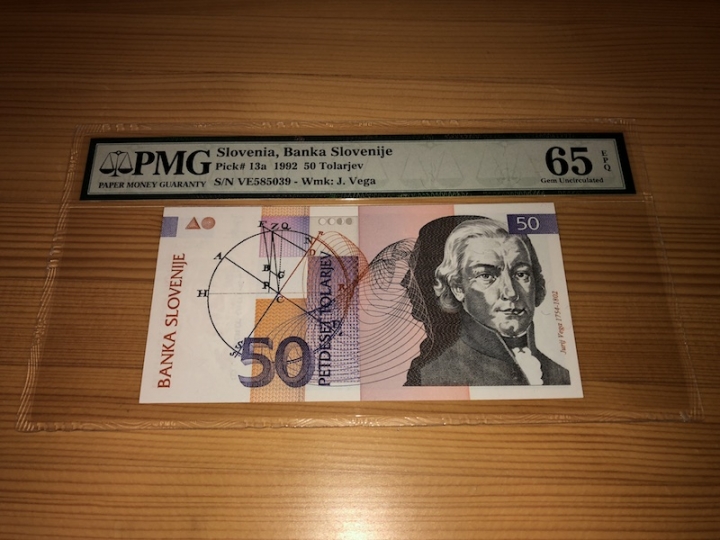 PMG
PAPER MONEY GUARANTY
Slovenia, Banka Slovenije
Pick# 13a 1992 50 Tolarjev
S/N VE585039 - Wmk: J. Vega
65 EPQ
Gem Uncirculated
BANKA SLOVENIJE
50
PETDESET TOLARJEV
50
Jurij Vega 1754-1802
A
H
F Z Q
N
B
G
C